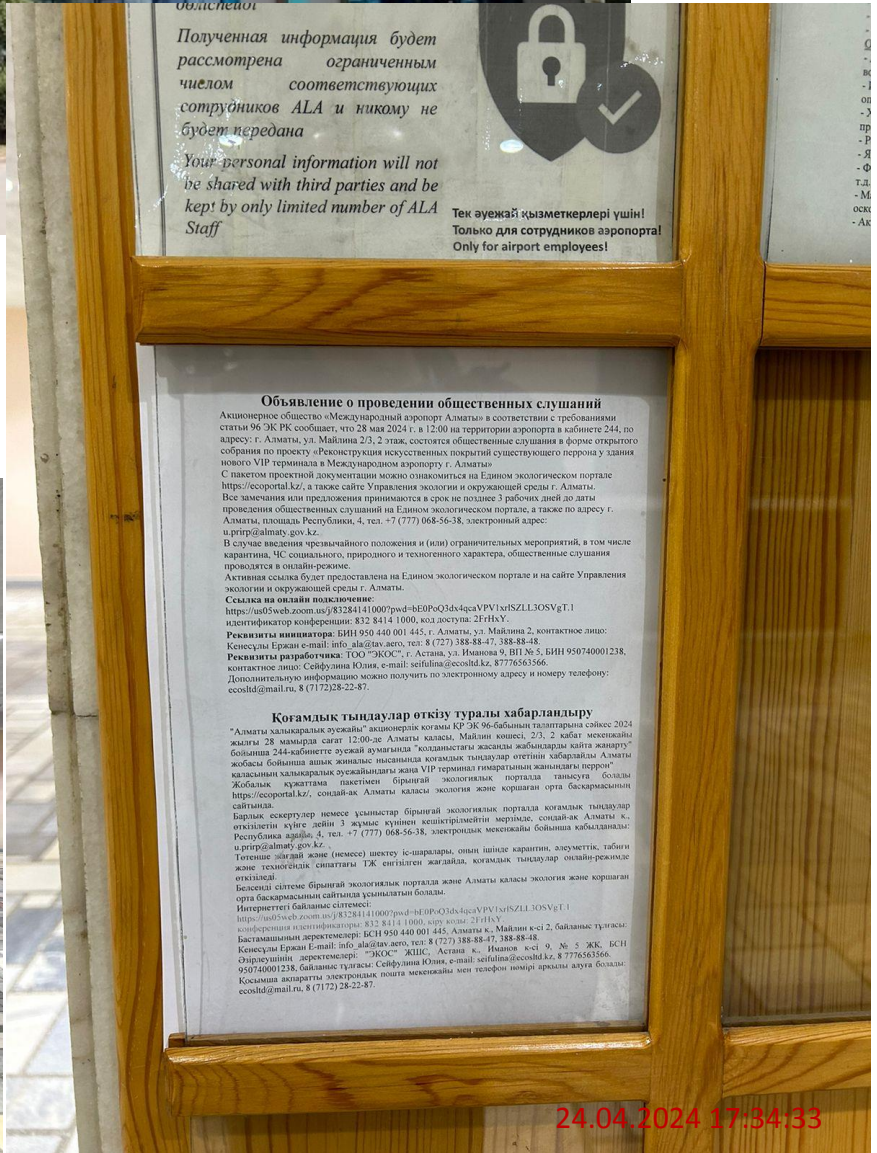 Полученная информация будет
рассмотрена ограниченным
числом соответствующих
сотрудников ALA и никому не
будет передана
Your personal information will not
be shared with third parties and be
kept by only limited number of ALA
Staff
Тек әуежай қызметкерлері үшін!
Только для сотрудников аэропорта!
Only for airport employees!
Объявление о проведении общественных слушаний
Акционерное общество «Международный аэропорт Алматы» в соответствии с требованиями
статьи 96 ЭК РК сообщает, что 28 мая 2024 г. в 12:00 на территории аэропорта в кабинете 244, по
адресу: г. Алматы, ул. Майлина 2/3, 2 этаж, состоятся общественные слушания в форме открытого
собрания по проекту «Реконструкция искусственных покрытий существующего перрона у здания
нового VIP терминала в Международном аэропорту г. Алматы»
С пакетом проектной документации можно ознакомиться на Едином экологическом портале
https://ecoportal.kz/, а также сайте Управления экологии и окружающей среды г. Алматы.
Все замечания или предложения принимаются в срок не позднее 3 рабочих дней до даты
проведения общественных слушаний на Едином экологическом портале, а также по адресу г.
Алматы, площадь Республики, 4, тел. +7 (777) 068-56-38, электронный адрес:
u.prirp@almaty.gov.kz.
В случае введения чрезвычайного положения и (или) ограничительных мероприятий, в том числе
карантина, ЧС социального, природного и техногенного характера, общественные слушания
проводятся в онлайн-режиме.
Активная ссылка будет предоставлена на Едином экологическом портале и на сайте Управления
экологии и окружающей среды г. Алматы.
Ссылка на онлайн подключение:
https://us05web.zoom.us/j/83284141000?pwd=bE0PoQ3dx4qcaVPV1xrISZLL3OSVgT.1
идентификатор конференции: 832 8414 1000, код доступа: 2FrHxY.
Реквизиты инициатора: БИН 950 440 001 445, г. Алматы, ул. Майлина 2, контактное лицо:
Кенесұлы Ержан e-mail: info_ala@tav.aero, тел: 8 (727) 388-88-47, 388-88-48.
Реквизиты разработчика: ТОО "ЭКОС", г. Астана, ул. Иманова 9, ВП № 5, БИН 950740001238,
контактное лицо: Сейфулина Юлия, e-mail: seifulina@ecosltd.kz, 87776563566.
Дополнительную информацию можно получить по электронному адресу и номеру телефону:
ecosltd@mail.ru, 8 (7172)28-22-87.
Қоғамдық тыңдаулар өткізу туралы хабарландыру
"Алматы халықаралық әуежайы" акционерлік қоғамы ҚР ЭК 96-бабының талаптарына сәйкес 2024
жылғы 28 мамырда сағат 12:00-де Алматы қаласы, Майлин көшесі, 2/3, 2 қабат мекенжайы
бойынша 244-кабинетте әуежай аумағында "қолданыстағы жасанды жабындарды қайта жаңарту"
жобасы бойынша ашық жиналыс нысанында қоғамдық тыңдаулар өтетінін хабарлайды Алматы
қаласының халықаралық әуежайындағы жаңа VIP терминал ғимаратының жанындағы перрон"
Жобалық құжаттама пакетімен бірыңғай экологиялық порталда танысуға болады
https://ecoportal.kz/, сондай-ақ Алматы қаласы экология және қоршаған орта басқармасының
сайтында.
Барлық ескертулер немесе ұсыныстар бірыңғай экологиялық порталда қоғамдық тыңдаулар
өткізілетін күнге дейін 3 жұмыс күнінен кешіктірілмейтін мерзімде, сондай-ақ Алматы қ.,
Республика алаңы, 4, тел. +7 (777) 068-56-38, электрондық мекенжайы бойынша қабылданады:
u.prirp@almaty.gov.kz.
Төтенше жағдай және (немесе) шектеу іс-шаралары, оның ішінде карантин, әлеуметтік, табиғи
және техногендік сипаттағы ТЖ енгізілген жағдайда, қоғамдық тыңдаулар онлайн-режимде
өткізіледі.
Белсенді сілтеме бірыңғай экологиялық порталда және Алматы қаласы экология және қоршаған
орта басқармасының сайтында ұсынылатын болады.
Интернеттегі байланыс сілтемесі:
https://us05web.zoom.us/j/83284141000?pwd=bE0PoQ3dx4qcaVPV1xrISZLL3OSVgT.1
конференция идентификаторы: 832 8414 1000, кіру коды: 2FrHxY.
Бастамашының деректемелері: БСН 950 440 001 445, Алматы қ., Майлин к-сі 2, байланыс тұлғасы:
Кенесұлы Ержан E-mail: info_ala@tav.aero, тел: 8 (727) 388-88-47, 388-88-48.
Әзірлеушінің деректемелері: "ЭКОС" ЖШС, Астана қ., Иманов к-сі 9, № 5 ЖК, БСН
950740001238, байланыс тұлғасы: Сейфулина Юлия, e-mail: seifulina@ecosltd.kz, 8 7776563566.
Қосымша ақпаратты электрондық пошта мекенжайы мен телефон нөмірі арқылы алуға болады:
ecosltd@mail.ru, 8 (7172) 28-22-87.
24.04.2024 17:34:33